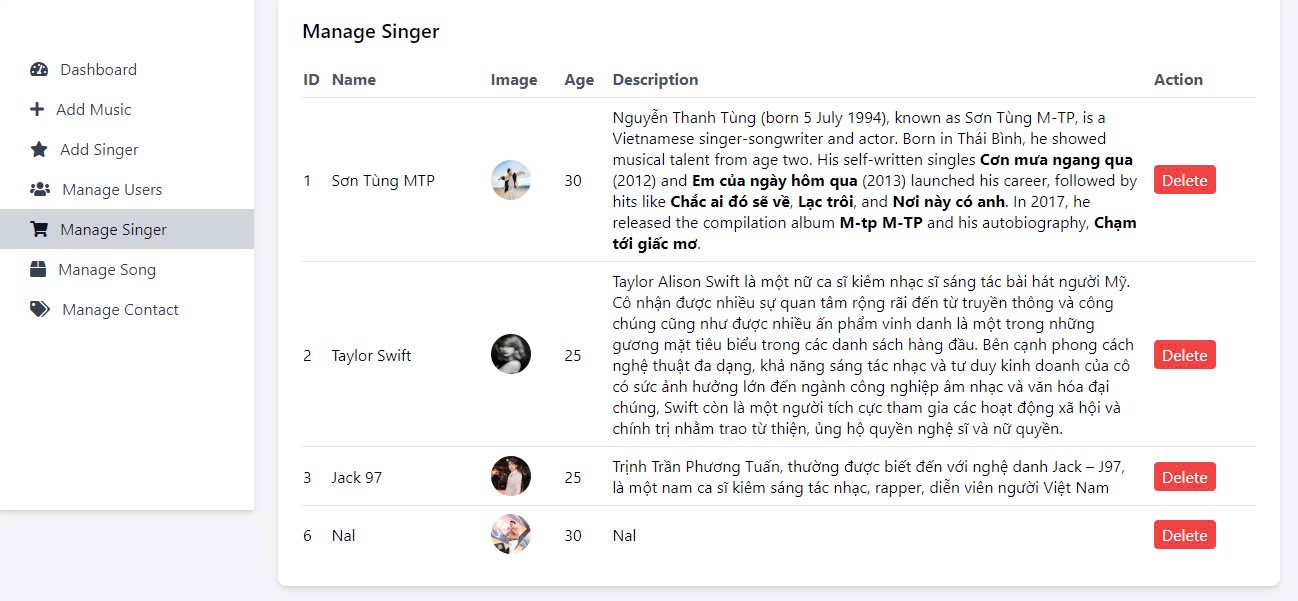 Dashboard
Add Music
Add Singer
Manage Users
Manage Singer
Manage Song
Manage Contact
Manage Singer
ID Name Image Age Description Action
1 Sơn Tùng MTP 30
Nguyễn Thanh Tùng (born 5 July 1994), known as Sơn Tùng M-TP, is a
Vietnamese singer-songwriter and actor. Born in Thái Bình, he showed
musical talent from age two. His self-written singles Cơn mưa ngang qua
(2012) and Em của ngày hôm qua (2013) launched his career, followed by
hits like Chắc ai đó sẽ về, Lạc trôi, and Nơi này có anh. In 2017, he
released the compilation album M-tp M-TP and his autobiography, Chạm
tới giấc mơ.
Delete
2 Taylor Swift 25
Taylor Alison Swift là một nữ ca sĩ kiêm nhạc sĩ sáng tác bài hát người Mỹ.
Cô nhận được nhiều sự quan tâm rộng rãi đến từ truyền thông và công
chúng cũng như được nhiều ấn phẩm vinh danh là một trong những
gương mặt tiêu biểu trong các danh sách hàng đầu. Bên cạnh phong cách
nghệ thuật đa dạng, khả năng sáng tác nhạc và tư duy kinh doanh của cô
có sức ảnh hưởng lớn đến ngành công nghiệp âm nhạc và văn hóa đại
chúng, Swift còn là một người tích cực tham gia các hoạt động xã hội và
chính trị nhằm trao từ thiện, ủng hộ quyền nghệ sĩ và nữ quyền.
Delete
3 Jack 97 25
Trịnh Trần Phương Tuấn, thường được biết đến với nghệ danh Jack – J97,
là một nam ca sĩ kiêm sáng tác nhạc, rapper, diễn viên người Việt Nam
Delete
6 Nal 30 Nal Delete